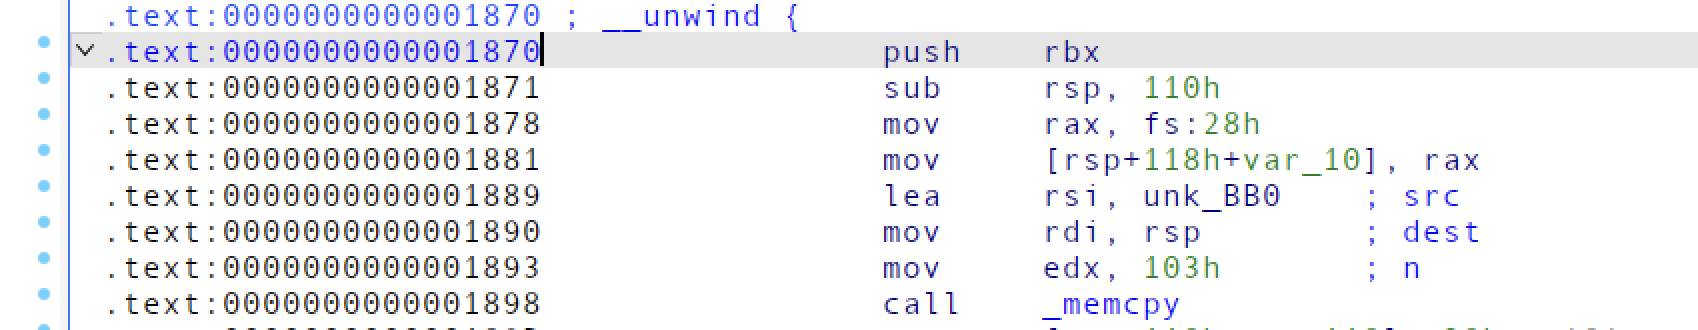 .text:0000000000001870 ; __unwind {
.text:0000000000001870 push rbx
.text:0000000000001871 sub rsp, 110h
.text:0000000000001878 mov rax, fs:28h
.text:0000000000001881 mov [rsp+118h+var_10], rax
.text:0000000000001889 lea rsi, unk_BB0 ; src
.text:0000000000001890 mov rdi, rsp ; dest
.text:0000000000001893 mov edx, 103h ; n
.text:0000000000001898 call _memcpy